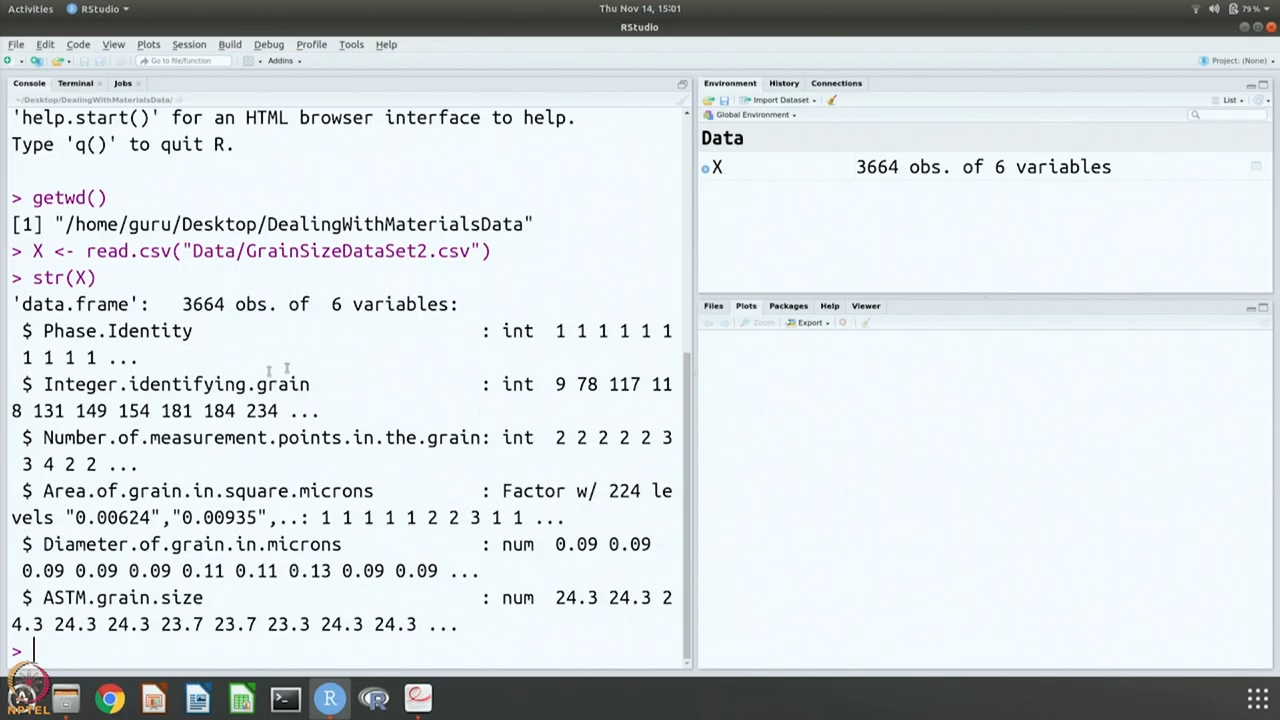 Activities RStudio Thu Nov 14, 15:01 79%
RStudio
File Edit Code View Plots Session Build Debug Profile Tools Help
Go to file/function Addins Project: (None)
Console Terminal Jobs
~/Desktop/DealingWithMaterialsData/
'help.start()' for an HTML browser interface to help.
Type 'q()' to quit R.
> getwd()
[1] "/home/guru/Desktop/DealingWithMaterialsData"
> X <- read.csv("Data/GrainSizeDataSet2.csv")
> str(X)
'data.frame': 3664 obs. of 6 variables:
$ Phase.Identity : int 1 1 1 1 1 1
1 1 1 1 ...
$ Integer.identifying.grain : int 9 78 117 11
8 131 149 154 181 184 234 ...
$ Number.of.measurement.points.in.the.grain: int 2 2 2 2 2 3
3 4 2 2 ...
$ Area.of.grain.in.square.microns : Factor w/ 224 le
vels "0.00624","0.00935",..: 1 1 1 1 1 2 2 3 1 1 ...
$ Diameter.of.grain.in.microns : num 0.09 0.09
0.09 0.09 0.09 0.11 0.11 0.13 0.09 0.09 ...
$ ASTM.grain.size : num 24.3 24.3 2
4.3 24.3 24.3 23.7 23.7 23.3 24.3 24.3 ...
>
Environment History Connections
Import Dataset List
Global Environment
Data
X 3664 obs. of 6 variables
Files Plots Packages Help Viewer
Zoom Export
NPTEL